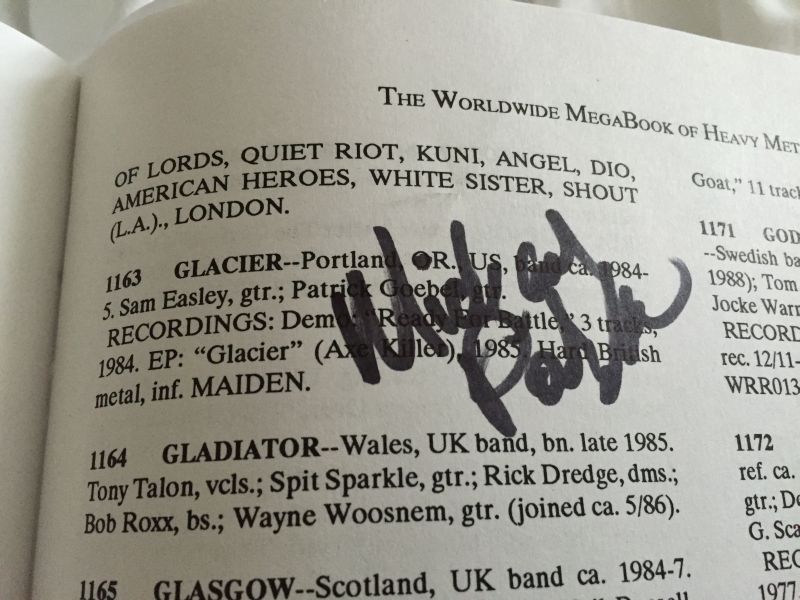 THE WORLDWIDE MEGABOOK OF HEAVY MET
OF LORDS, QUIET RIOT, KUNI, ANGEL, DIO,
AMERICAN HEROES, WHITE SISTER, SHOUT
(L.A.)., LONDON.
1163 GLACIER--Portland, OR., US, band ca. 1984-
5. Sam Easley, gtr.; Patrick Goebel, gtr.
RECORDINGS: Demo: “Ready For Battle,” 3 tracks,
1984. EP: “Glacier” (Axe Killer), 1985. Hard British
metal, inf. MAIDEN.
1164 GLADIATOR--Wales, UK band, bn. late 1985.
Tony Talon, vcls.; Spit Sparkle, gtr.; Rick Dredge, dms.;
Bob Roxx, bs.; Wayne Woosnem, gtr. (joined ca. 5/86).
1165 GLASGOW--Scotland, UK band ca. 1984-7.
Goat,” 11 track
1171 GOD
--Swedish ba
1988); Tom
Jocke Warr
RECORD
rec. 12/11-
WRR013
1172
ref. ca.
gtr.; De
G. Sca
REC
1977-